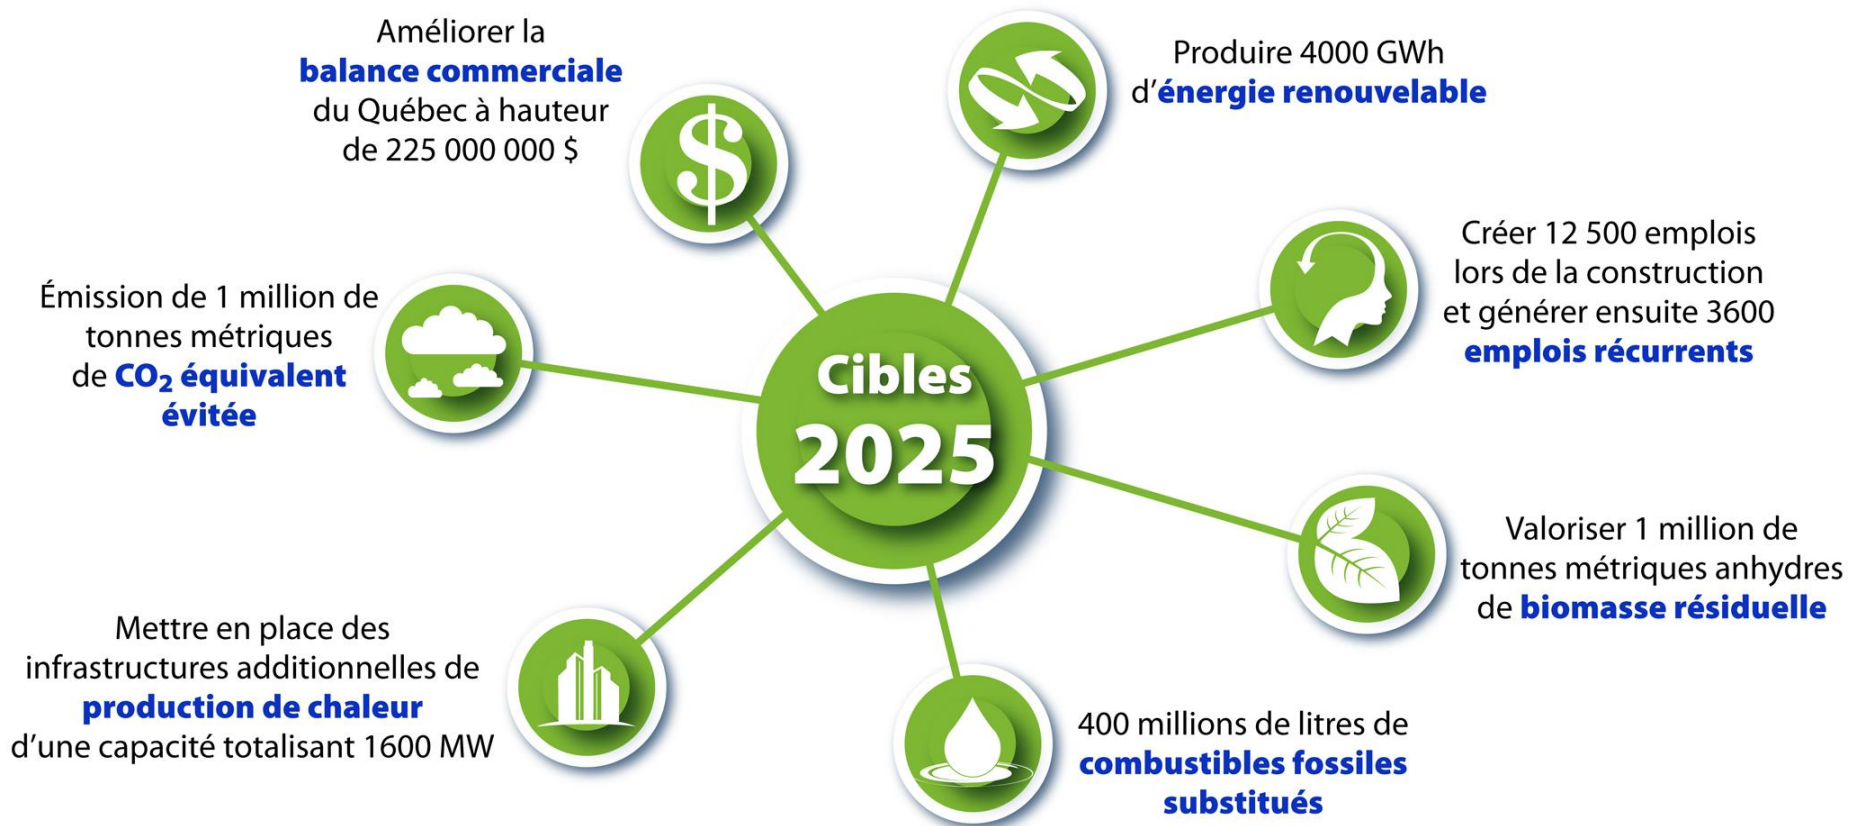 Améliorer la
balance commerciale
du Québec à hauteur
de 225 000 000 $
Produire 4000 GWh
d'énergie renouvelable
Créer 12 500 emplois
lors de la construction
et générer ensuite 3600
emplois récurrents
Émission de 1 million de
tonnes métriques
de CO₂ équivalent
évitée
Cibles
2025
Valoriser 1 million de
tonnes métriques anhydres
de biomasse résiduelle
Mettre en place des
infrastructures additionnelles de
production de chaleur
d'une capacité totalisant 1600 MW
400 millions de litres de
combustibles fossiles
substitués